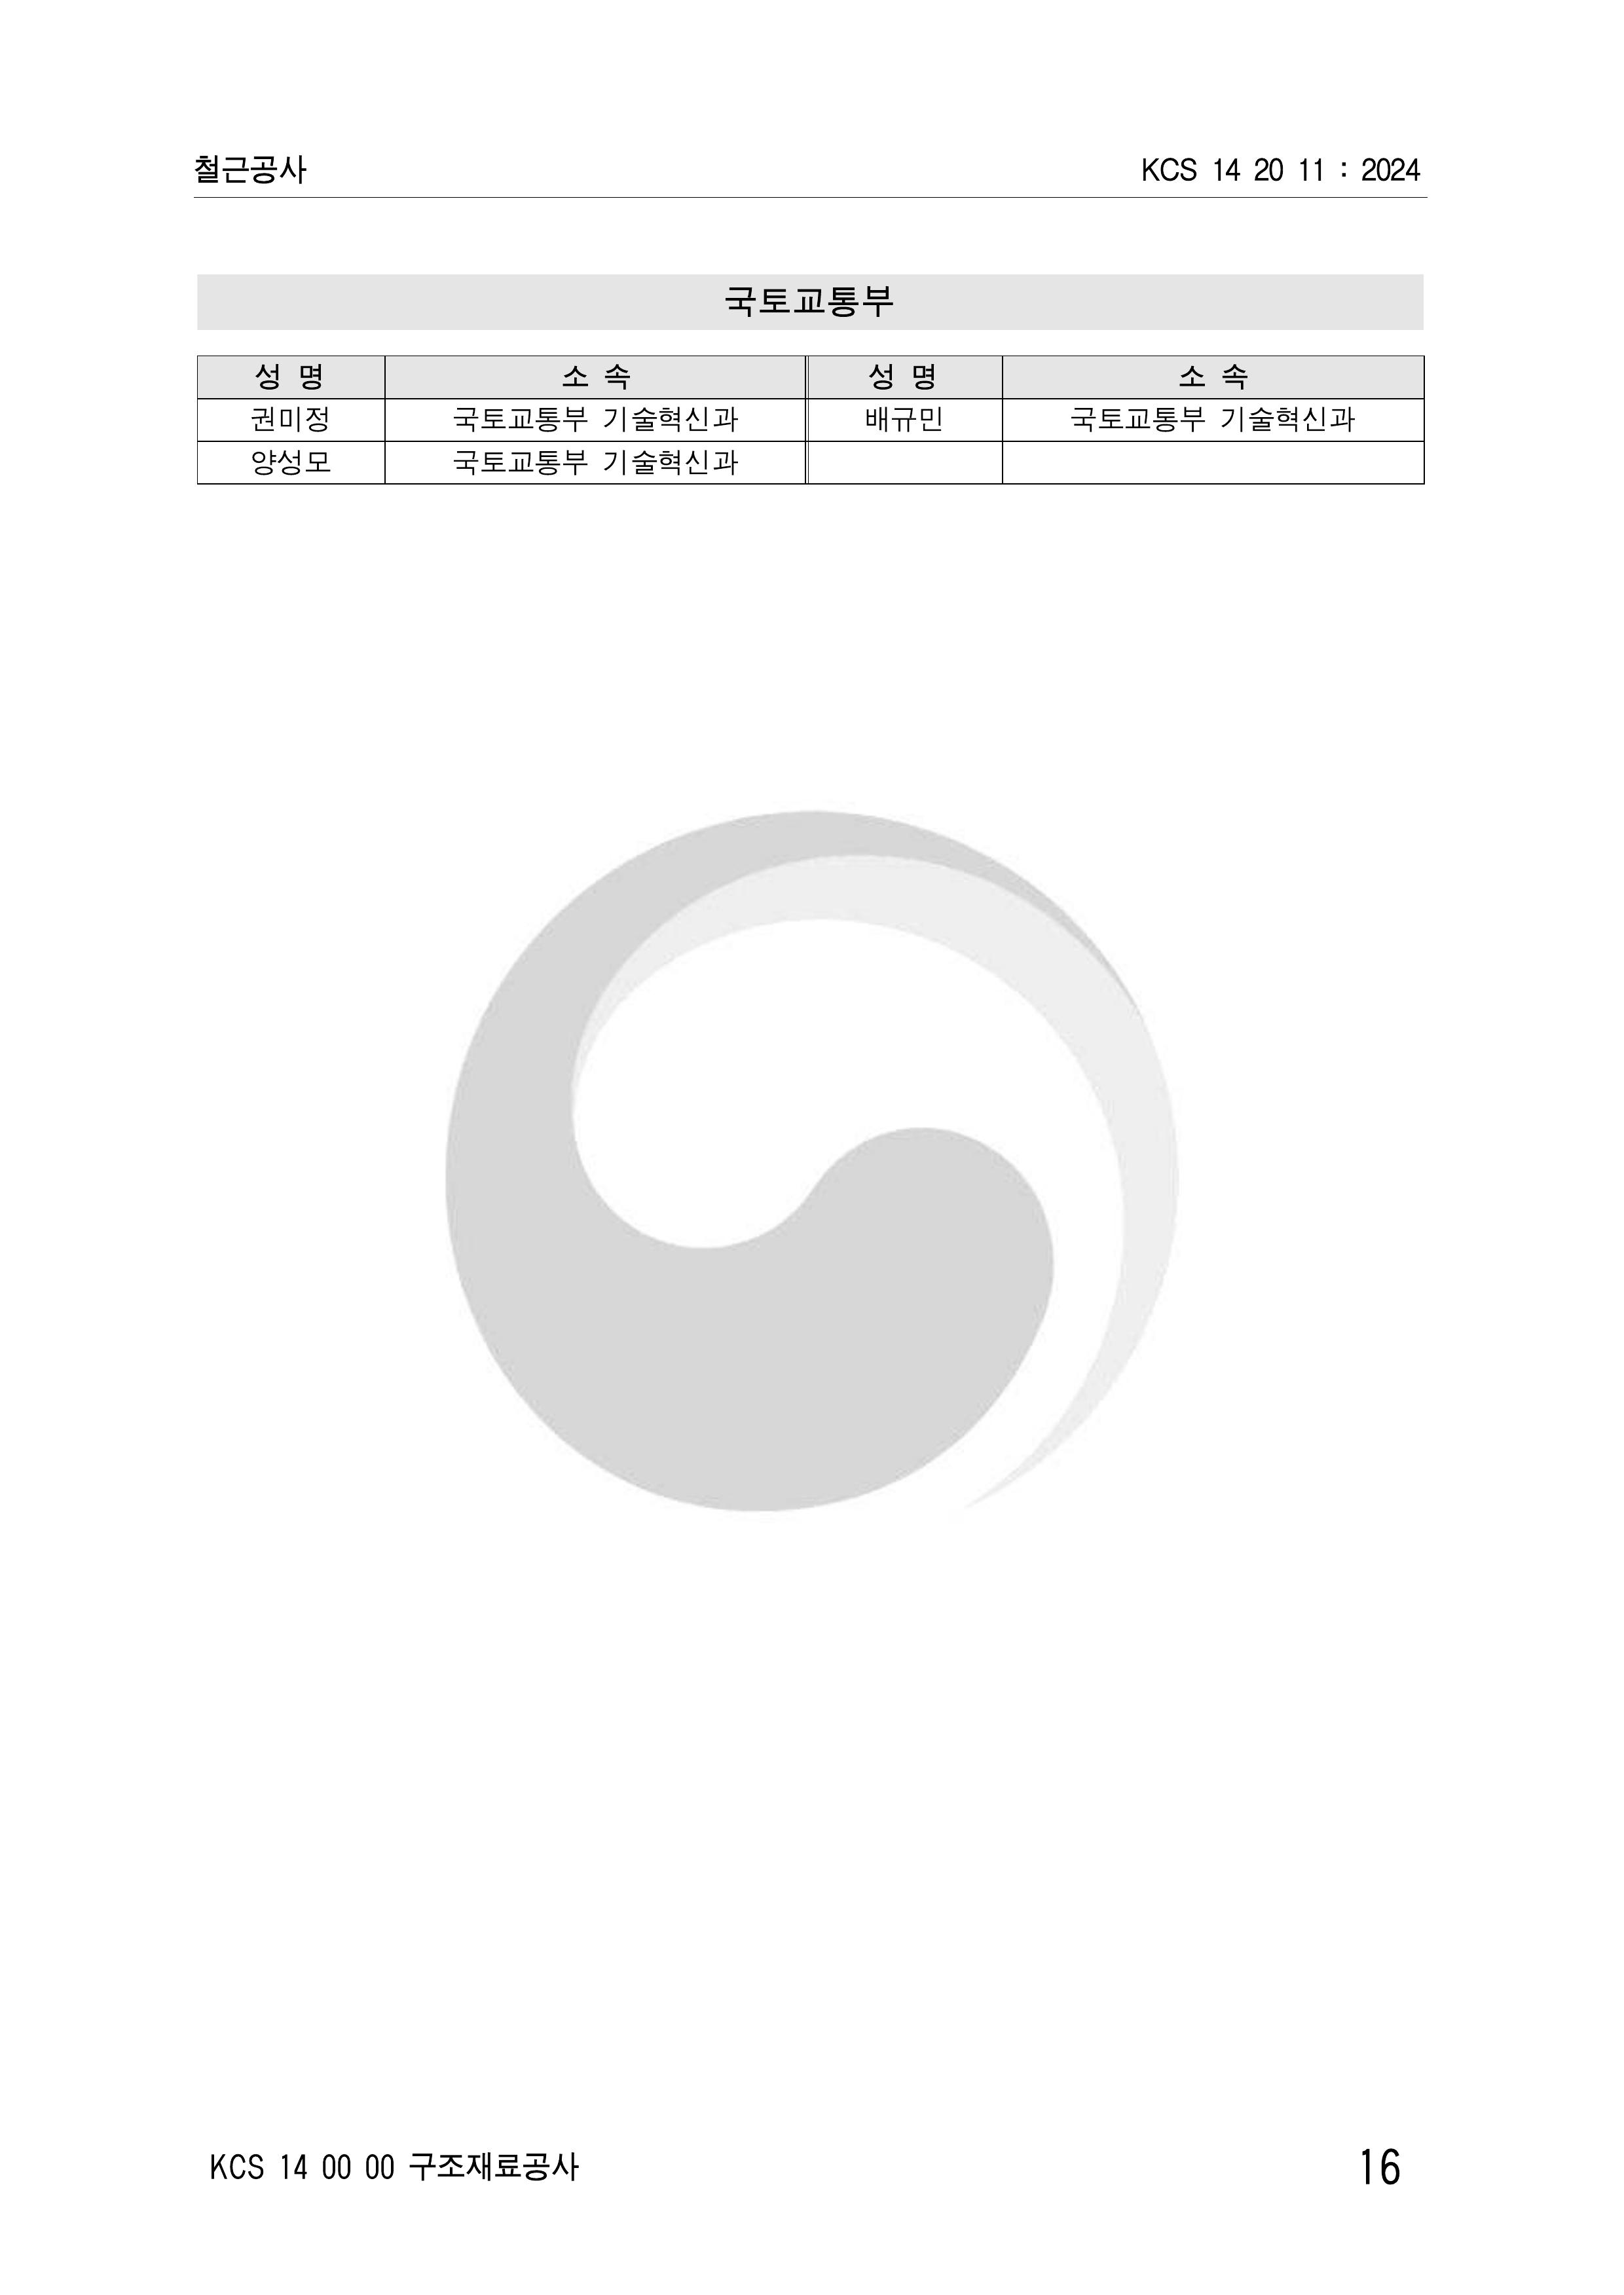 철근공사 KCS 14 20 11 : 2024
국토교통부
성 명 소 속 성 명 소 속
권미정 국토교통부 기술혁신과 배규민 국토교통부 기술혁신과
양성모 국토교통부 기술혁신과
KCS 14 00 00 구조재료공사 16